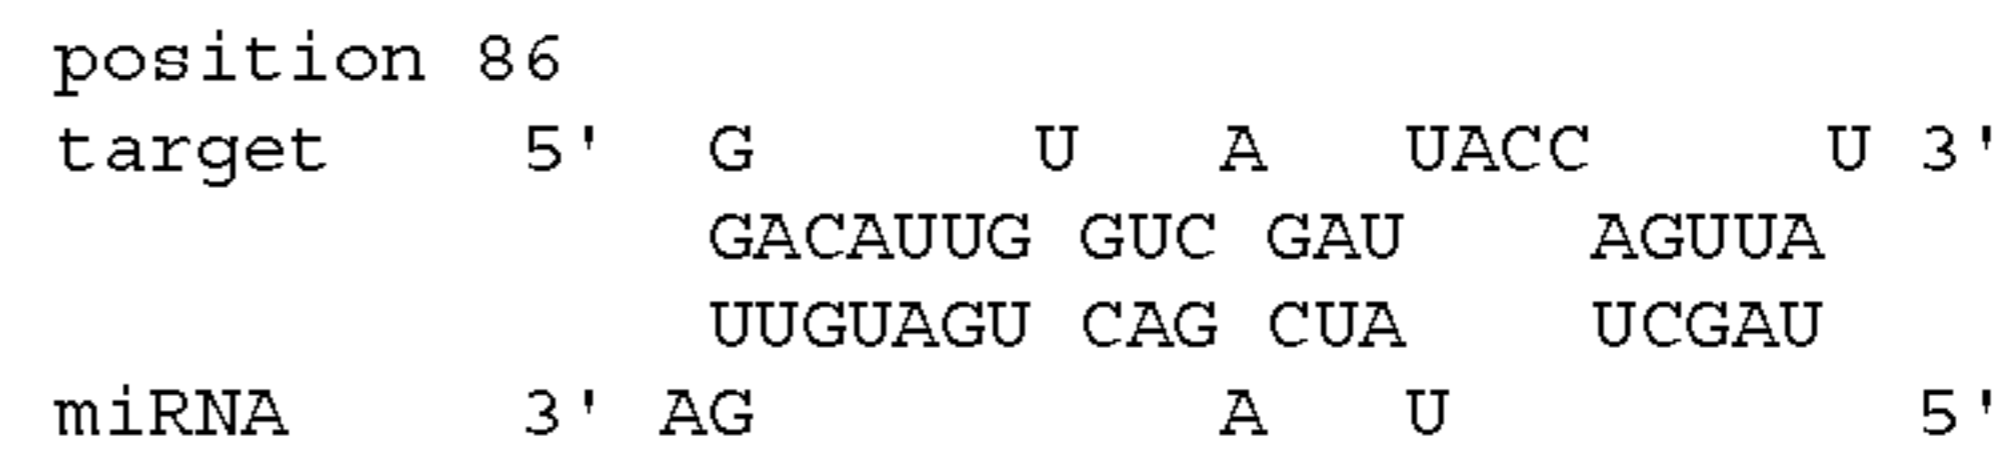 position 86
target    5'  G      U   A   UACC     U 3'
              GACAUUG GUC GAU    AGUUA
              UUGUAGU CAG CUA    UCGAU
miRNA     3' AG          A   U          5'